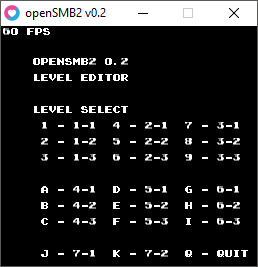 openSMB2 v0.2
60 FPS
OPENSMB2 0.2
LEVEL EDITOR
LEVEL SELECT
1 - 1-1 4 - 2-1 7 - 3-1
2 - 1-2 5 - 2-2 8 - 3-2
3 - 1-3 6 - 2-3 9 - 3-3
A - 4-1 D - 5-1 G - 6-1
B - 4-2 E - 5-2 H - 6-2
C - 4-3 F - 5-3 I - 6-3
J - 7-1 K - 7-2 Q - QUIT